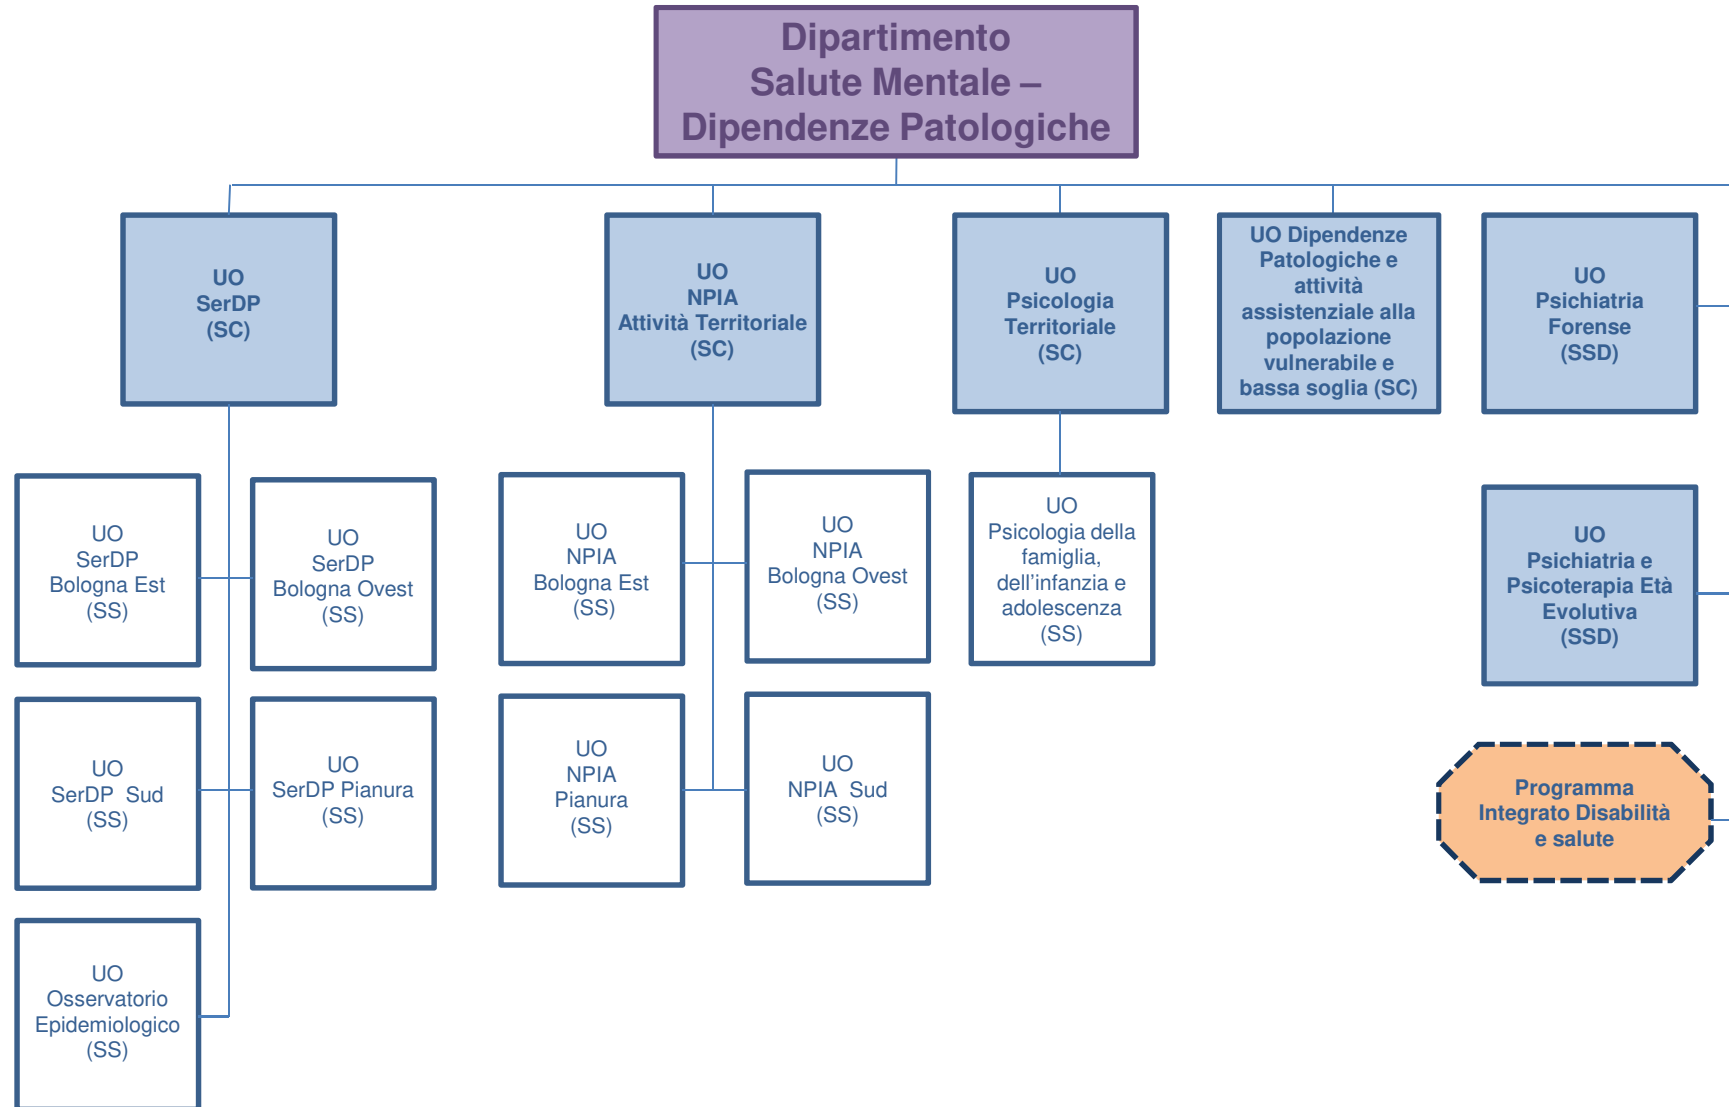 Dipartimento
Salute Mentale –
Dipendenze Patologiche
UO
SerDP
(SC)
UO
NPIA
Attività Territoriale
(SC)
UO
Psicologia
Territoriale
(SC)
UO Dipendenze
Patologiche e
attività
assistenziale alla
popolazione
vulnerabile e
bassa soglia (SC)
UO
Psichiatria
Forense
(SSD)
UO
SerDP
Bologna Est
(SS)
UO
SerDP
Bologna Ovest
(SS)
UO
NPIA
Bologna Est
(SS)
UO
NPIA
Bologna Ovest
(SS)
UO
Psicologia della
famiglia,
dell'infanzia e
adolescenza
(SS)
UO
Psichiatria e
Psicoterapia Età
Evolutiva
(SSD)
UO
SerDP Sud
(SS)
UO
SerDP Pianura
(SS)
UO
NPIA
Pianura
(SS)
UO
NPIA Sud
(SS)
Programma
Integrato Disabilità
e salute
UO
Osservatorio
Epidemiologico
(SS)